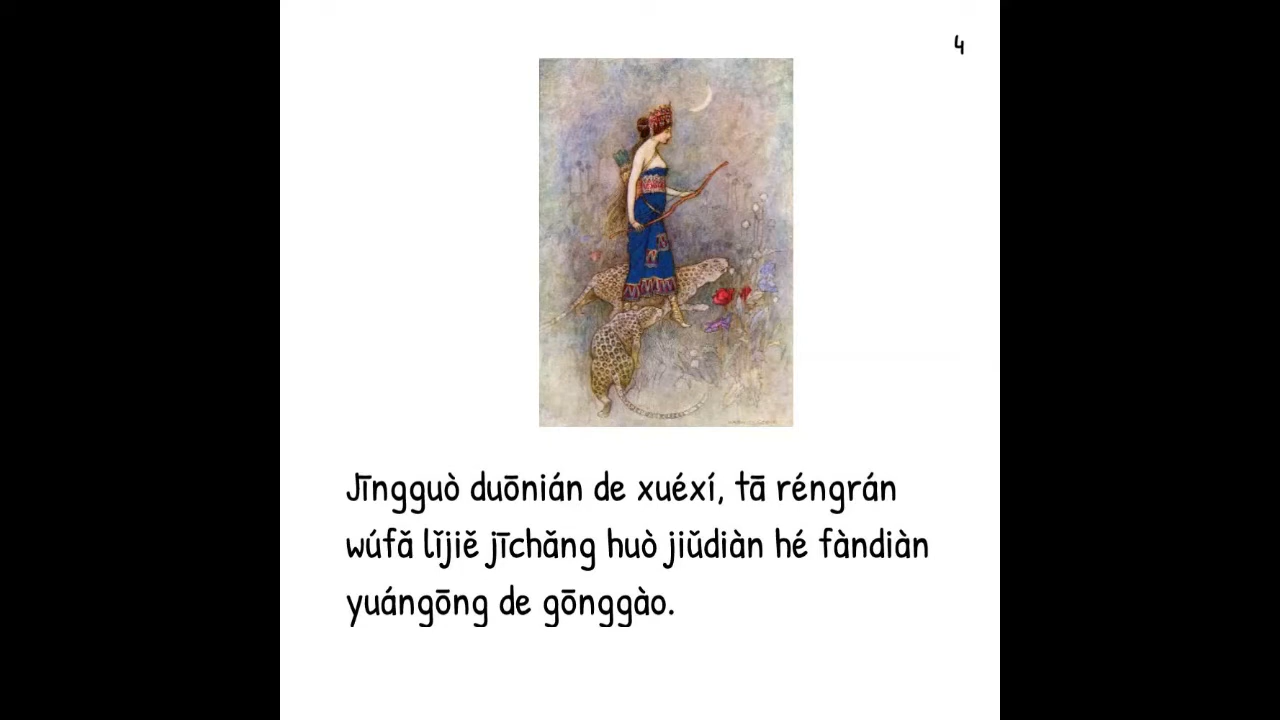 4
Jīngguò duōnián de xuéxí, tā réngrán
wúfǎ lǐjiě jīchǎng huò jiǔdiàn hé fàndiàn
yuángōng de gōnggào.